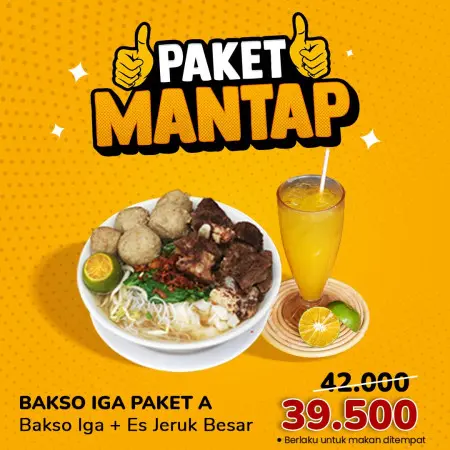 PAKET
MANTAP
BAKSO IGA PAKET A
Bakso Iga + Es Jeruk Besar
42.000
39.500
• Berlaku untuk makan ditempat